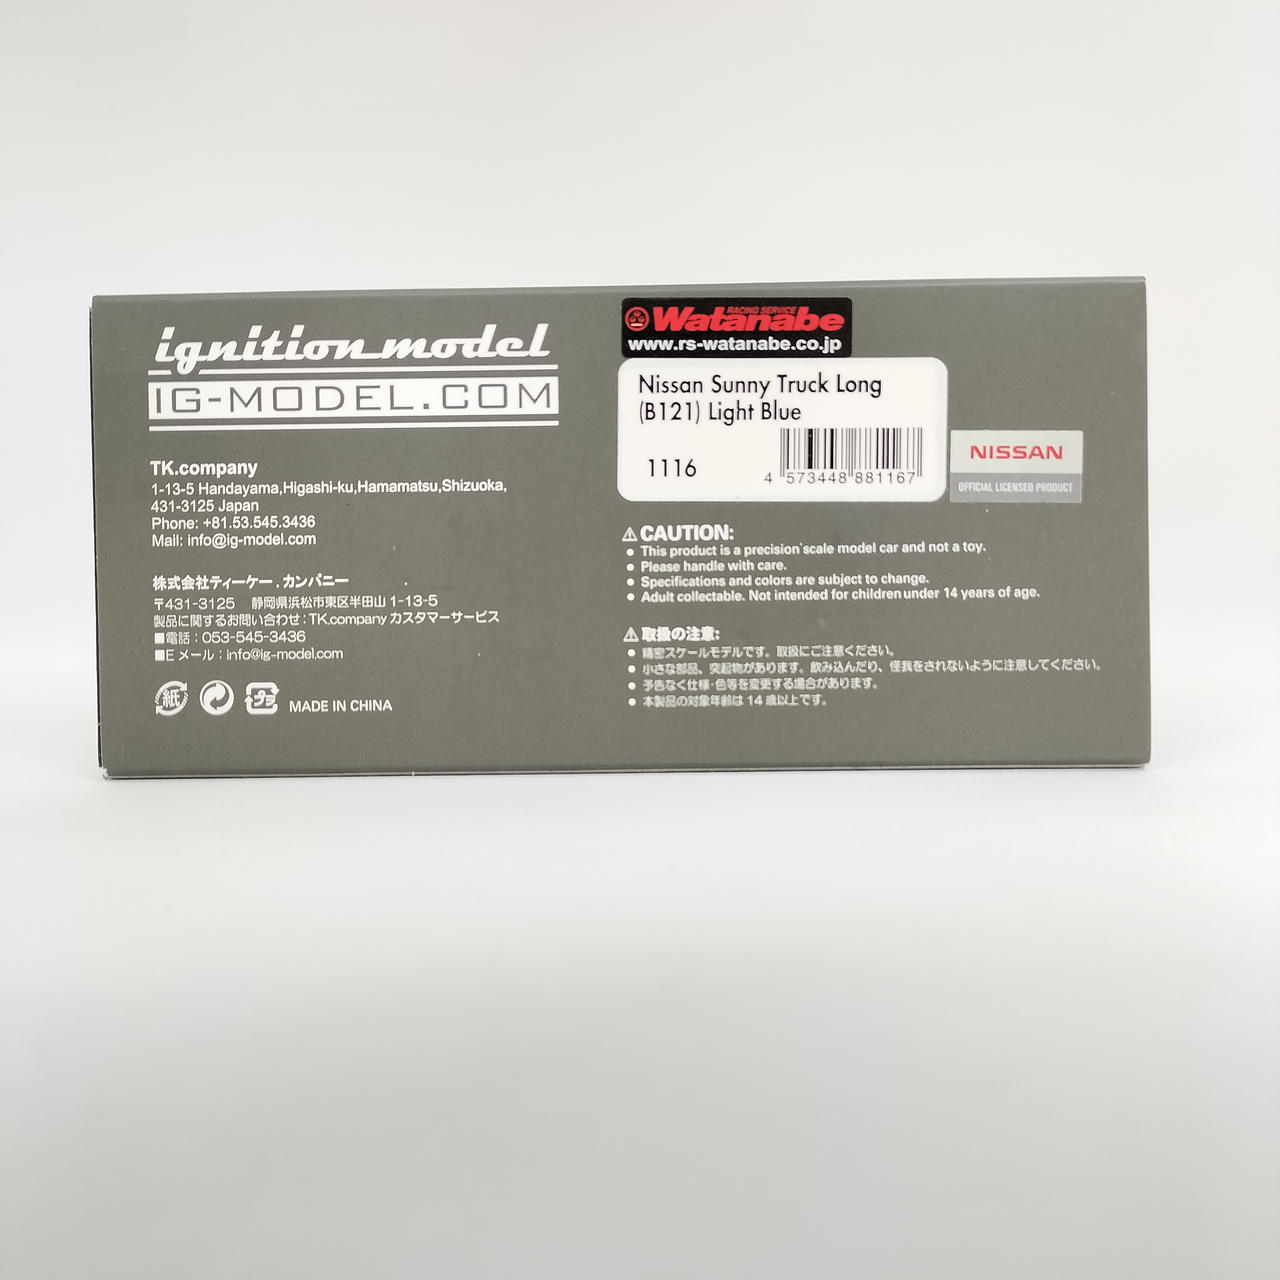 ignition model
IG-MODEL.COM
TK.company
1-13-5 Handayama,Higashi-ku,Hamamatsu,Shizuoka,
431-3125 Japan
Phone: +81.53.545.3436
Mail: info@ig-model.com
株式会社ティーケー.カンパニー
〒431-3125 静岡県浜松市東区半田山 1-13-5
製品に関するお問い合わせ:TK.company カスタマーサービス
■電話:053-545-3436
■E メール:info@ig-model.com
紙
プラ
MADE IN CHINA
RACING SERVICE
Watanabe
www.rs-watanabe.co.jp
Nissan Sunny Truck Long
(B121) Light Blue
1116
4 573448 881167
NISSAN
OFFICIAL LICENSED PRODUCT
⚠CAUTION:
● This product is a precision scale model car and not a toy.
● Please handle with care.
● Specifications and colors are subject to change.
● Adult collectable. Not intended for children under 14 years of age.
⚠取扱の注意:
● 精密スケールモデルです。取扱にご注意ください。
● 小さな部品、突起物があります。飲み込んだり、怪我をされないように注意してください。
● 予告なく仕様·色等を変更する場合があります。
● 本製品の対象年齢は 14 歳以上です。